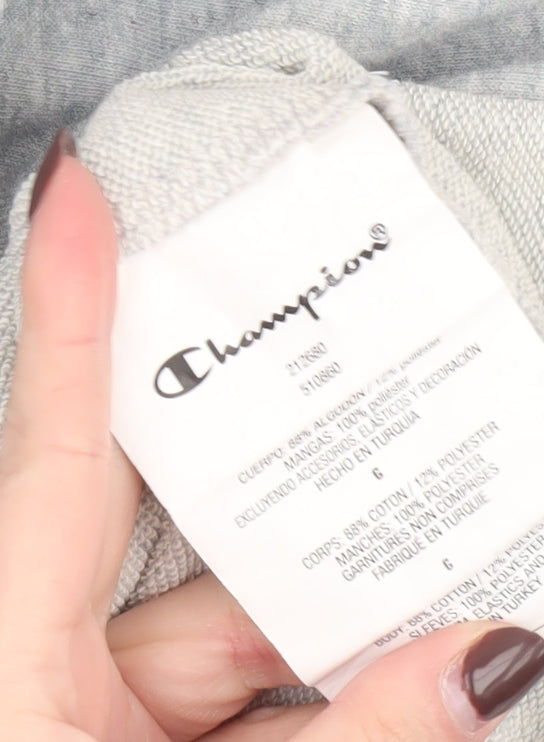 Champion®
212680
510860
CUERPO: 88% ALGODÓN / 12% poliéster
MANGAS: 100% poliéster
EXCLUYENDO ACCESORIOS, ELÁSTICOS Y DECORACIÓN
HECHO EN TURQUÍA
6
CORPS: 88% COTON / 12% POLYESTER
MANCHES: 100% POLYESTER
GARNITURES NON COMPRISES
FABRIQUÉ EN TURQUIE
6
BODY: 88% COTTON / 12%
SLEEVES: 100% POLYESTER
ELASTICS AND
IN TURKEY